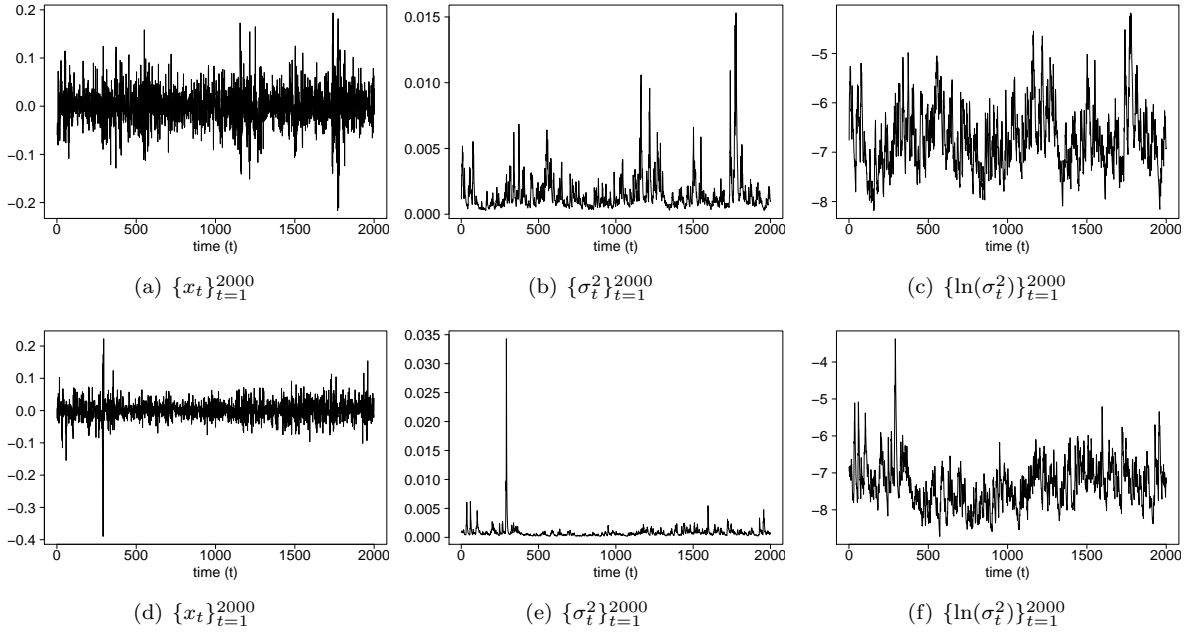 0.2
0.1
0.0
−0.1
−0.2
0 500 1000 1500 2000
time (t)
(a) {x_t}_{t=1}^{2000}
0.015
0.010
0.005
0.000
0 500 1000 1500 2000
time (t)
(b) {σ_t^2}_{t=1}^{2000}
−5
−6
−7
−8
0 500 1000 1500 2000
time (t)
(c) {ln(σ_t^2)}_{t=1}^{2000}
0.2
0.1
0.0
−0.1
−0.2
−0.3
−0.4
0 500 1000 1500 2000
time (t)
(d) {x_t}_{t=1}^{2000}
0.035
0.030
0.025
0.020
0.015
0.010
0.005
0.000
0 500 1000 1500 2000
time (t)
(e) {σ_t^2}_{t=1}^{2000}
−4
−5
−6
−7
−8
0 500 1000 1500 2000
time (t)
(f) {ln(σ_t^2)}_{t=1}^{2000}